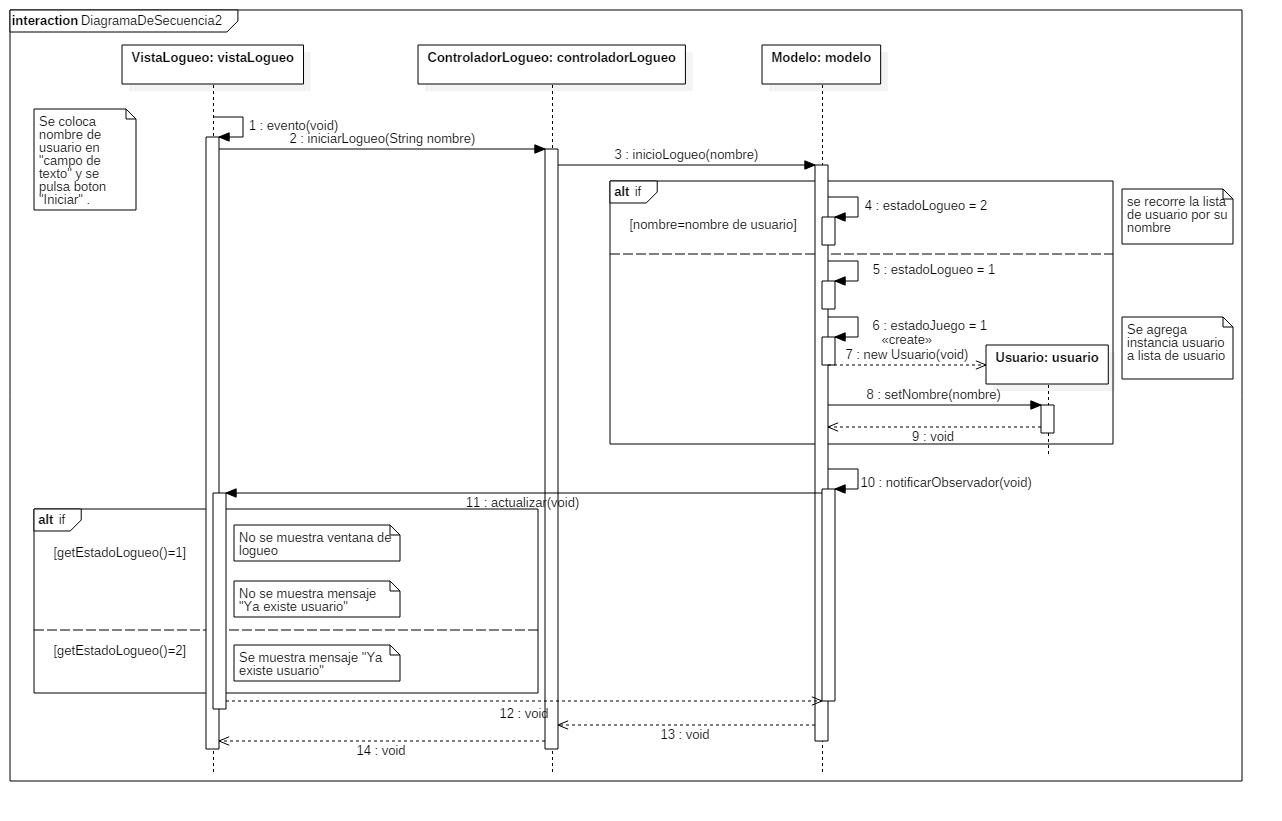 interaction DiagramaDeSecuencia2
VistaLogueo: vistaLogueo
ControladorLogueo: controladorLogueo
Modelo: modelo
Se coloca
nombre de
usuario en
"campo de
texto" y se
pulsa boton
"Iniciar" .
1 : evento(void)
2 : iniciarLogueo(String nombre)
3 : inicioLogueo(nombre)
alt if
[nombre=nombre de usuario]
4 : estadoLogueo = 2
se recorre la lista
de usuario por su
nombre
5 : estadoLogueo = 1
6 : estadoJuego = 1
«create»
7 : new Usuario(void)
Usuario: usuario
Se agrega
instancia usuario
a lista de usuario
8 : setNombre(nombre)
9 : void
10 : notificarObservador(void)
11 : actualizar(void)
alt if
[getEstadoLogueo()=1]
No se muestra ventana de
logueo
No se muestra mensaje
"Ya existe usuario"
[getEstadoLogueo()=2]
Se muestra mensaje "Ya
existe usuario"
12 : void
13 : void
14 : void